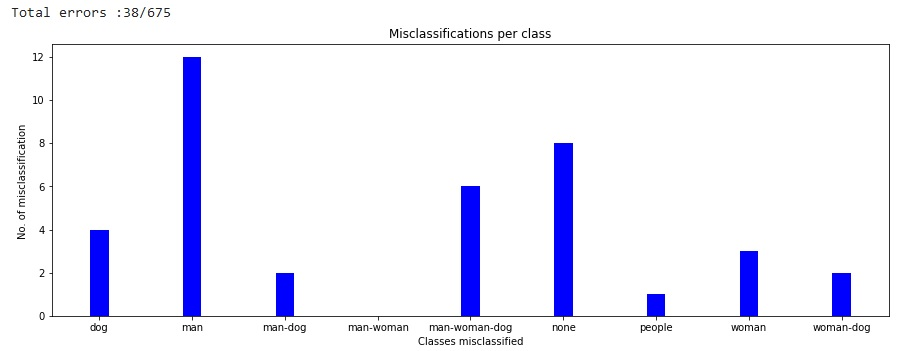 Total errors :38/675
Misclassifications per class
No. of misclassification
12
10
8
6
4
2
0
dog man man-dog man-woman man-woman-dog none people woman woman-dog
Classes misclassified